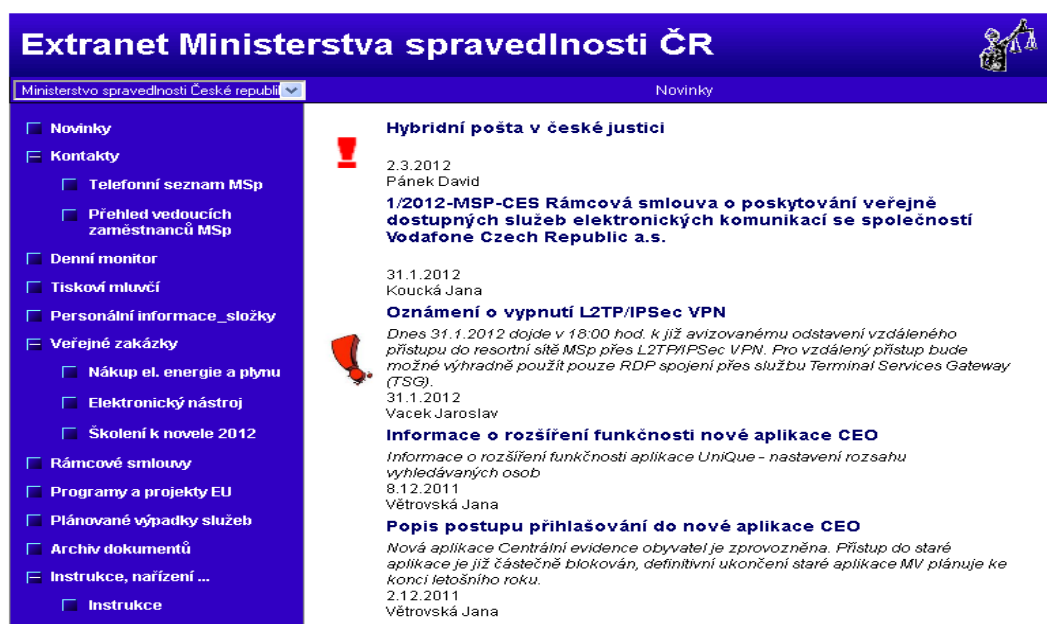 Extranet Ministerstva spravedlnosti ČR
Ministerstvo spravedlnosti České republi
Novinky
Novinky
Kontakty
Telefonní seznam MSp
Přehled vedoucích
zaměstnanců MSp
Denní monitor
Tiskoví mluvčí
Personální informace_složky
Veřejné zakázky
Nákup el. energie a plynu
Elektronický nástroj
Školení k novele 2012
Rámcové smlouvy
Programy a projekty EU
Plánované výpadky služeb
Archiv dokumentů
Instrukce, nařízení ...
Instrukce
Hybridní pošta v české justici
2.3.2012
Pánek David
1/2012-MSP-CES Rámcová smlouva o poskytování veřejně
dostupných služeb elektronických komunikací se společností
Vodafone Czech Republic a.s.
31.1.2012
Koucká Jana
Oznámení o vypnutí L2TP/IPSec VPN
Dnes 31.1.2012 dojde v 18:00 hod. k již avizovanému odstavení vzdáleného
přístupu do resortní sítě MSp přes L2TP/IPSec VPN. Pro vzdálený přístup bude
možné výhradně použít pouze RDP spojení přes službu Terminal Services Gateway
(TSG).
31.1.2012
Vacek Jaroslav
Informace o rozšíření funkčnosti nové aplikace CEO
Informace o rozšíření funkčnosti aplikace UniQue - nastavení rozsahu
vyhledávaných osob
8.12.2011
Větrovská Jana
Popis postupu přihlašování do nové aplikace CEO
Nová aplikace Centrální evidence obyvatel je zprovozněna. Přístup do staré
aplikace je již částečně blokován, definitivní ukončení staré aplikace MV plánuje ke
konci letošního roku.
2.12.2011
Větrovská Jana